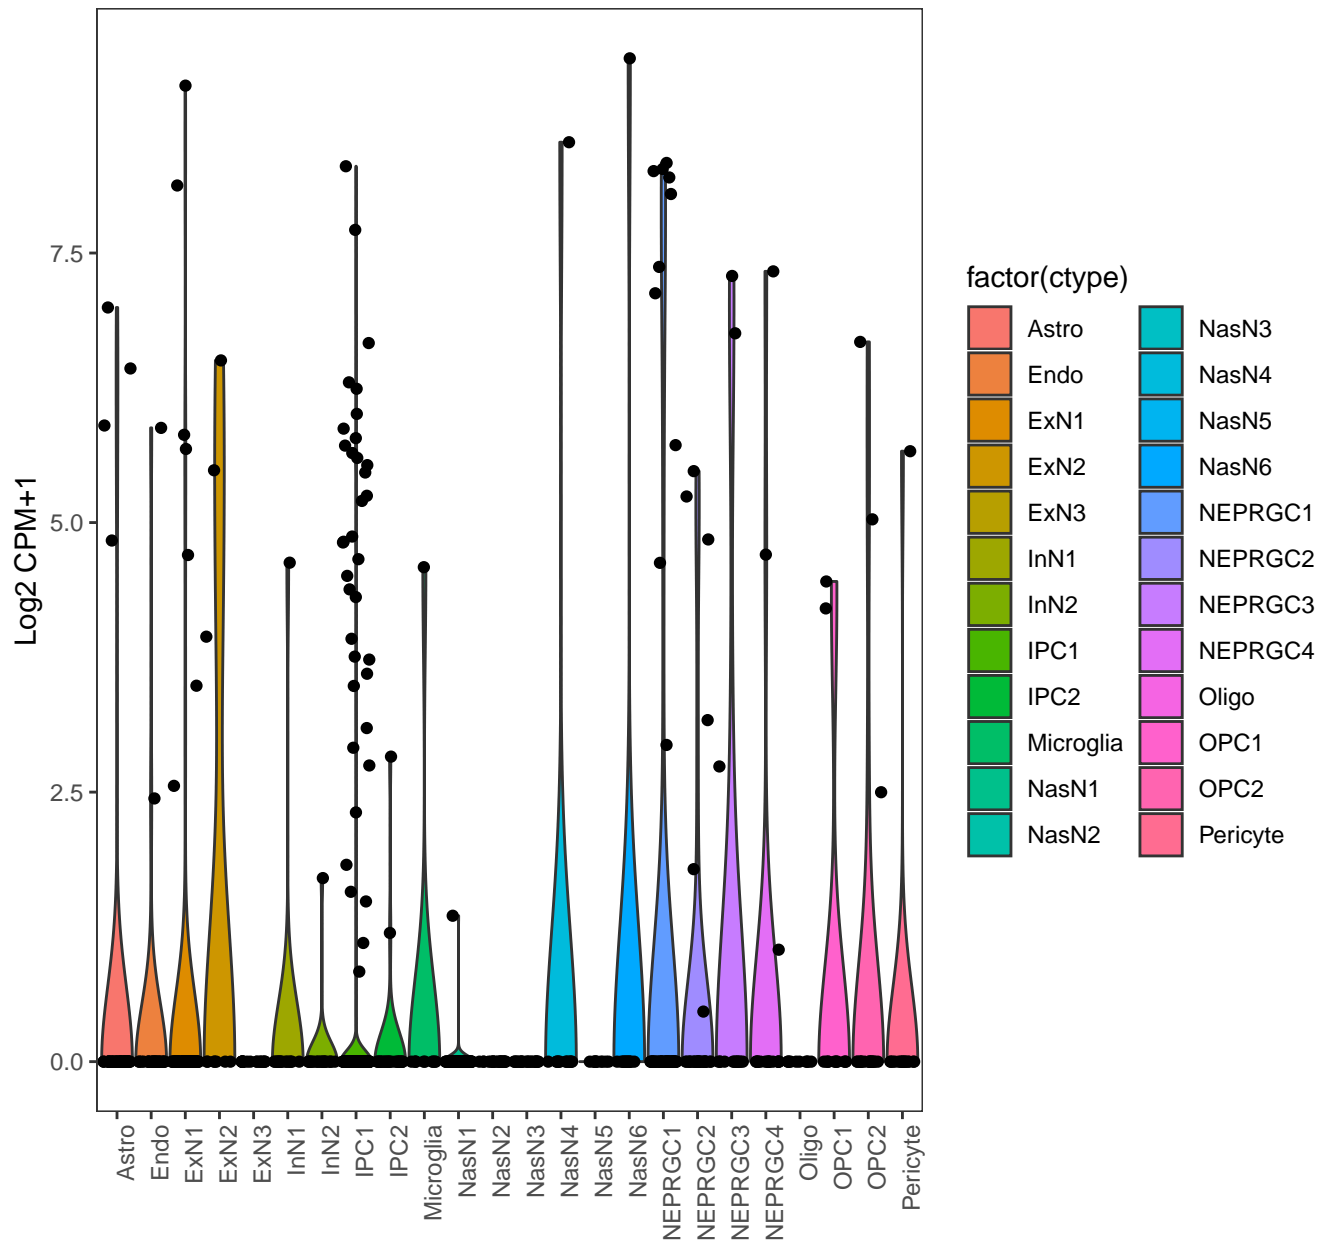 7.5
5.0
2.5
0.0
Log2 CPM+1
Astro
Endo
ExN1
ExN2
ExN3
InN1
InN2
IPC1
IPC2
Microglia
NasN1
NasN2
NasN3
NasN4
NasN5
NasN6
NEPRGC1
NEPRGC2
NEPRGC3
NEPRGC4
Oligo
OPC1
OPC2
Pericyte
factor(ctype)
Astro
Endo
ExN1
ExN2
ExN3
InN1
InN2
IPC1
IPC2
Microglia
NasN1
NasN2
NasN3
NasN4
NasN5
NasN6
NEPRGC1
NEPRGC2
NEPRGC3
NEPRGC4
Oligo
OPC1
OPC2
Pericyte